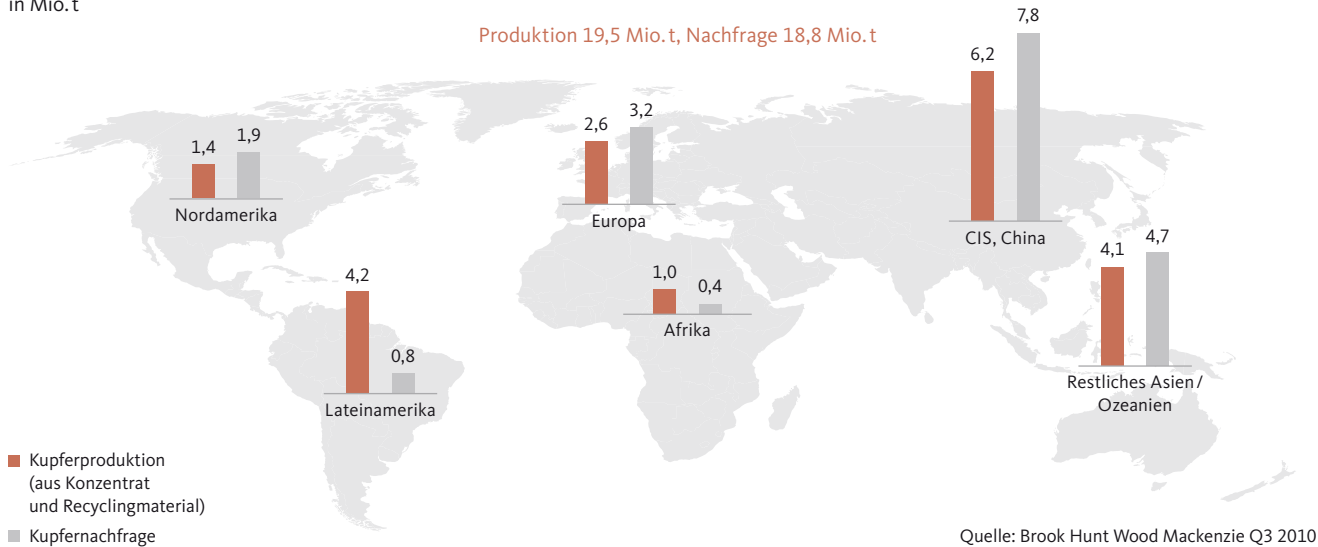 in Mio. t
Produktion 19,5 Mio. t, Nachfrage 18,8 Mio. t
1,4
1,9
Nordamerika
4,2
0,8
Lateinamerika
2,6
3,2
Europa
1,0
0,4
Afrika
6,2
7,8
CIS, China
4,1
4,7
Restliches Asien /
Ozeanien
Kupferproduktion
(aus Konzentrat
und Recyclingmaterial)
Kupfernachfrage
Quelle: Brook Hunt Wood Mackenzie Q3 2010